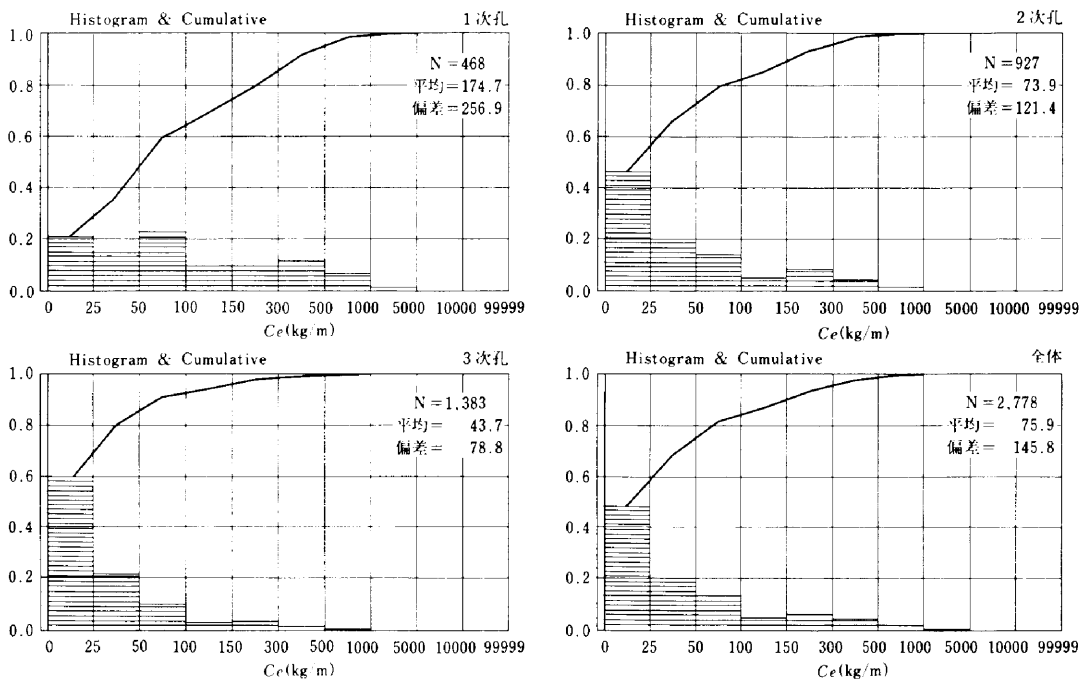 Histogram & Cumulative 1次孔
N=468
平均=174.7
偏差=256.9
1.0
0.8
0.6
0.4
0.2
0.0
0 25 50 100 150 300 500 1000 5000 10000 99999
Ce(kg/m)
Histogram & Cumulative 2次孔
N=927
平均= 73.9
偏差=121.4
1.0
0.8
0.6
0.4
0.2
0.0
0 25 50 100 150 300 500 1000 5000 10000 99999
Ce(kg/m)
Histogram & Cumulative 3次孔
N=1,383
平均= 43.7
偏差= 78.8
1.0
0.8
0.6
0.4
0.2
0.0
0 25 50 100 150 300 500 1000 5000 10000 99999
Ce(kg/m)
Histogram & Cumulative 全体
N=2,778
平均= 75.9
偏差= 145.8
1.0
0.8
0.6
0.4
0.2
0.0
0 25 50 100 150 300 500 1000 5000 10000 99999
Ce(kg/m)